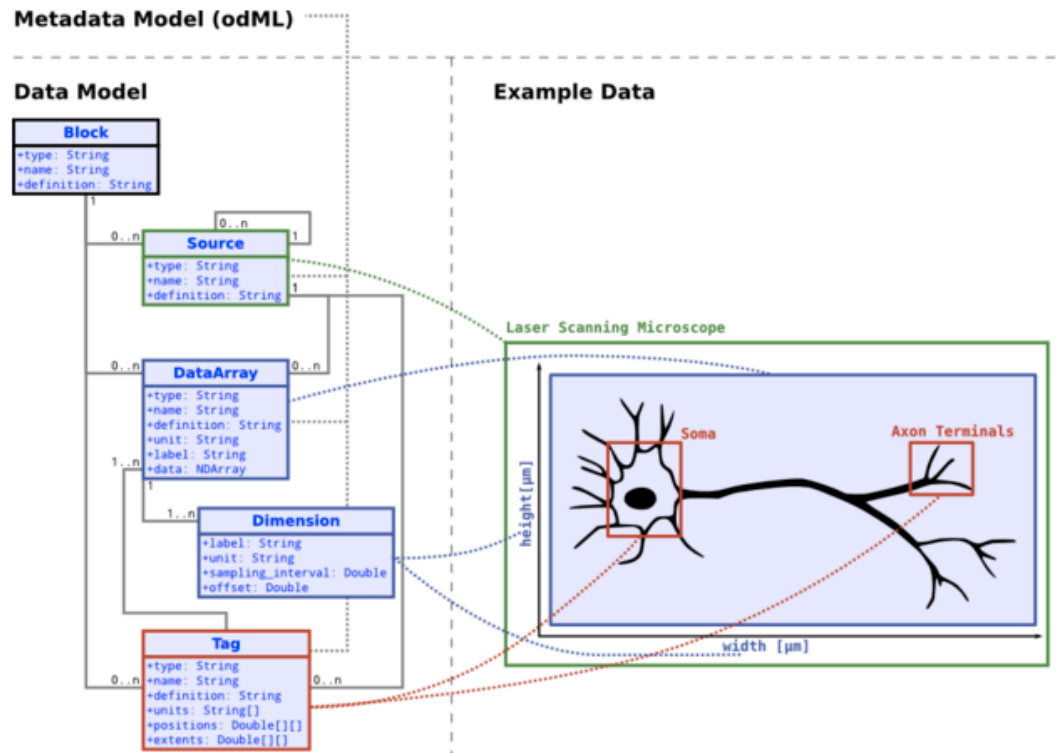 Metadata Model (odML)
Data Model
Example Data
Block
+type: String
+name: String
+definition: String
1
0..n
0..n
Source
1
+type: String
+name: String
+definition: String
1
Laser Scanning Microscope
0..n
DataArray
0..n
+type: String
+name: String
+definition: String
+unit: String
+label: String
+data: NDArray
1..n
1
Soma
Axon Terminals
height[µm]
width [µm]
1..n
Dimension
+label: String
+unit: String
+sampling_interval: Double
+offset: Double
Tag
+type: String
+name: String
+definition: String
+units: String[]
+positions: Double[][]
+extents: Double[][]
0..n
0..n